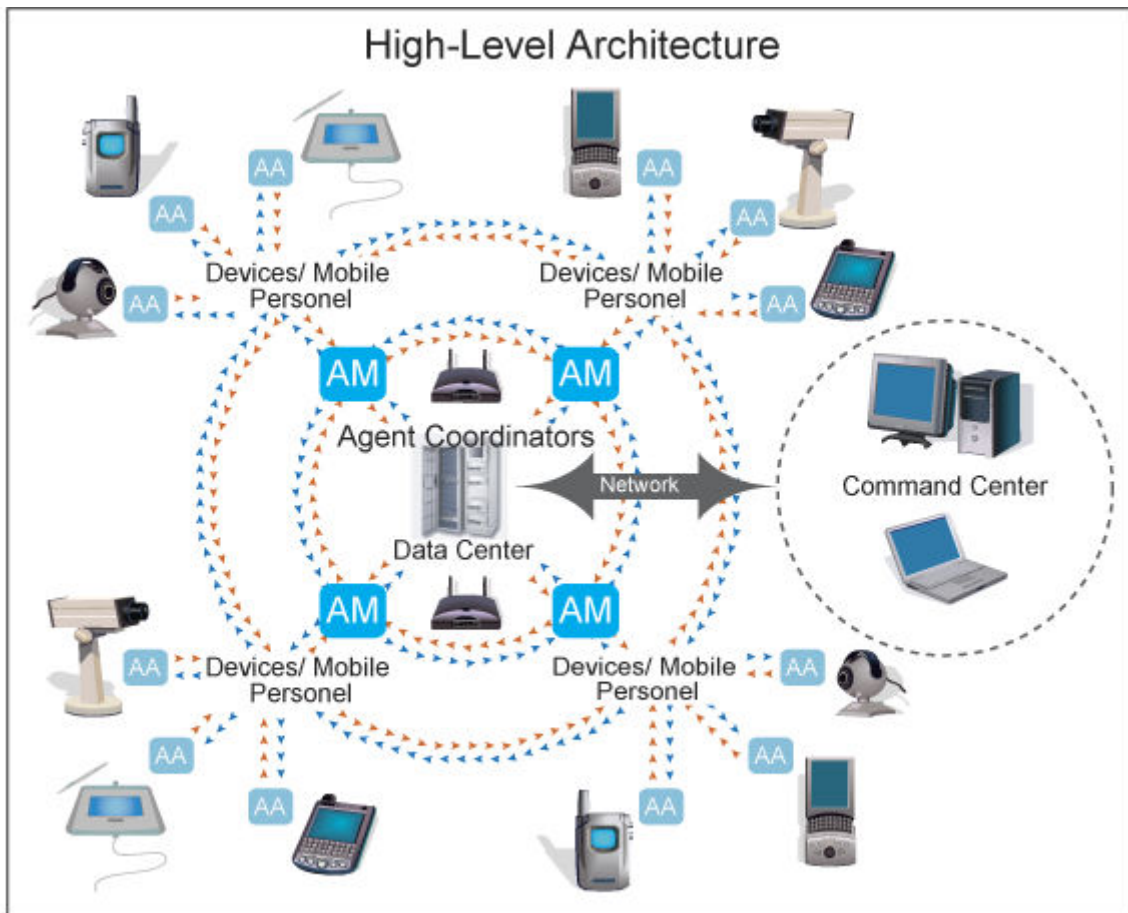 High-Level Architecture
AA
AA
AA
AA
AA
AA
Devices/ Mobile
Personel
Devices/ Mobile
Personel
AM
AM
Agent Coordinators
Network
Command Center
Data Center
AM
AM
Devices/ Mobile
Personel
Devices/ Mobile
Personel
AA
AA
AA
AA
AA
AA